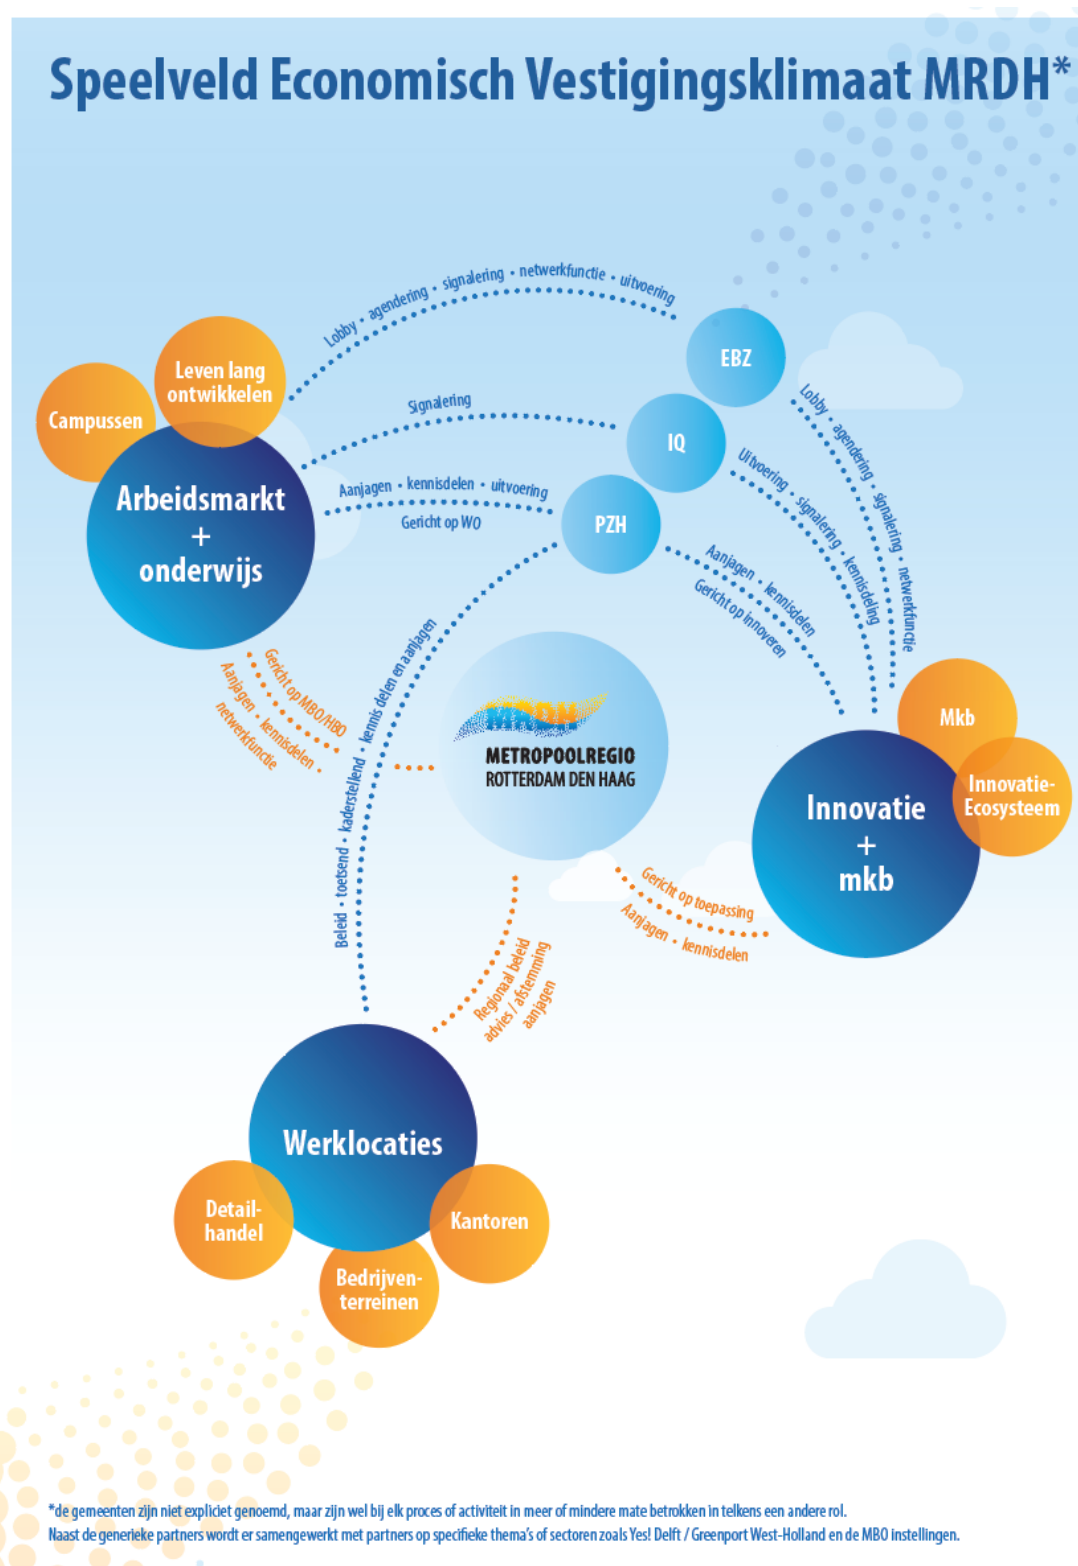 Speelveld Economisch Vestigingsklimaat MRDH*
Lobby • agendering • signalering • netwerkfunctie • uitvoering
EBZ
Leven lang
ontwikkelen
Campussen
Signalering
IQ
Lobby • agendering • signalering • netwerkfunctie
Uitvoering • signalering • kennisdeling
Arbeidsmarkt
+
onderwijs
Aanjagen • kennisdelen • uitvoering
Gericht op WO
PZH
Aanjagen • kennisdelen
Gericht op innoveren
Beleid • toetsend • kaderstellend • kennis delen en aanjagen
Gericht op MBO/HBO
Aanjagen • kennisdelen •
netwerkfunctie
METROPOOLREGIO
ROTTERDAM DEN HAAG
Mkb
Innovatie-
Ecosysteem
Innovatie
+
mkb
Gericht op toepassing
Aanjagen • kennisdelen
Regionaal beleid
advies / afstemming
aanjagen
Werklocaties
Detail-
handel
Kantoren
Bedrijven-
terreinen
*de gemeenten zijn niet expliciet genoemd, maar zijn wel bij elk proces of activiteit in meer of mindere mate betrokken in telkens een andere rol.
Naast de generieke partners wordt er samengewerkt met partners op specifieke thema's of sectoren zoals Yes! Delft / Greenport West-Holland en de MBO instellingen.